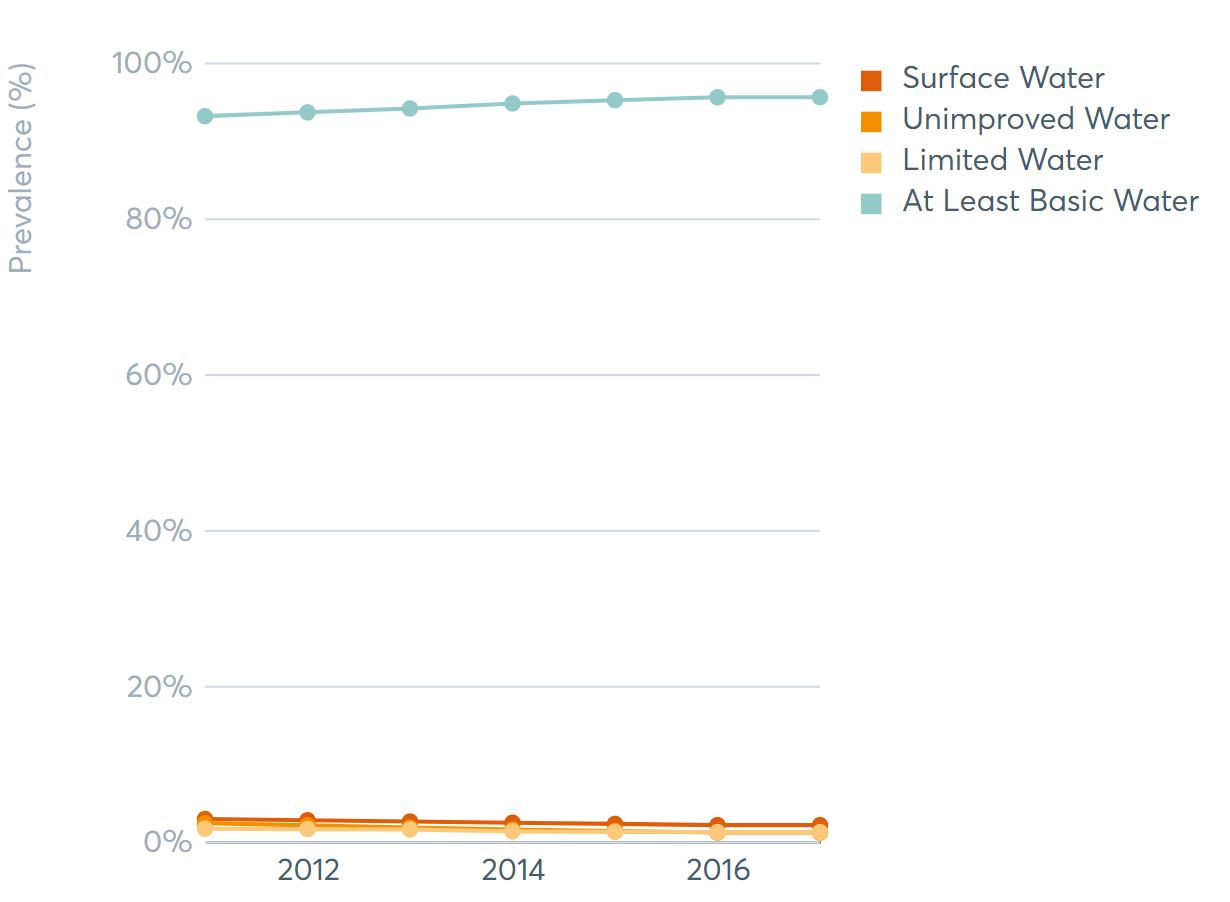 Prevalence (%)
100%
80%
60%
40%
20%
0%
2012
2014
2016
Surface Water
Unimproved Water
Limited Water
At Least Basic Water